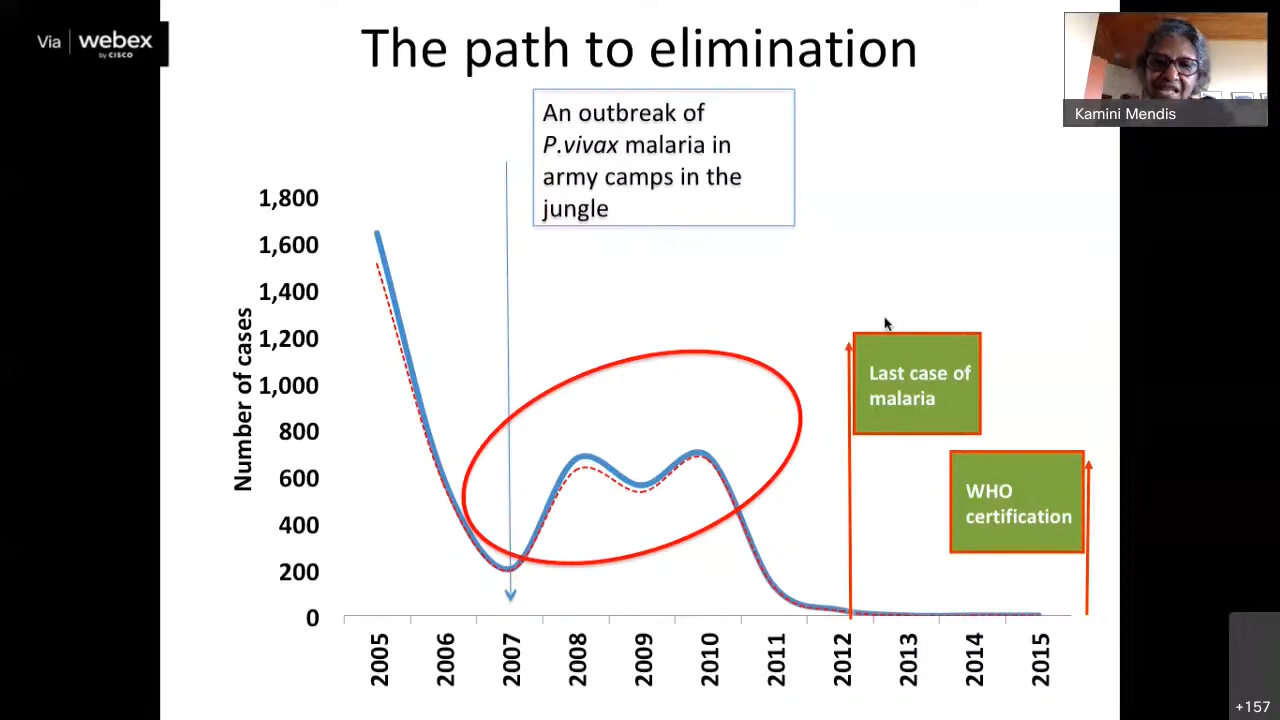 Via webex
by CISCO
The path to elimination
Kamini Mendis
An outbreak of
P.vivax malaria in
army camps in the
jungle
Number of cases
1,800
1,600
1,400
1,200
1,000
800
600
400
200
0
Last case of
malaria
WHO
certification
2005 2006 2007 2008 2009 2010 2011 2012 2013 2014 2015
+157